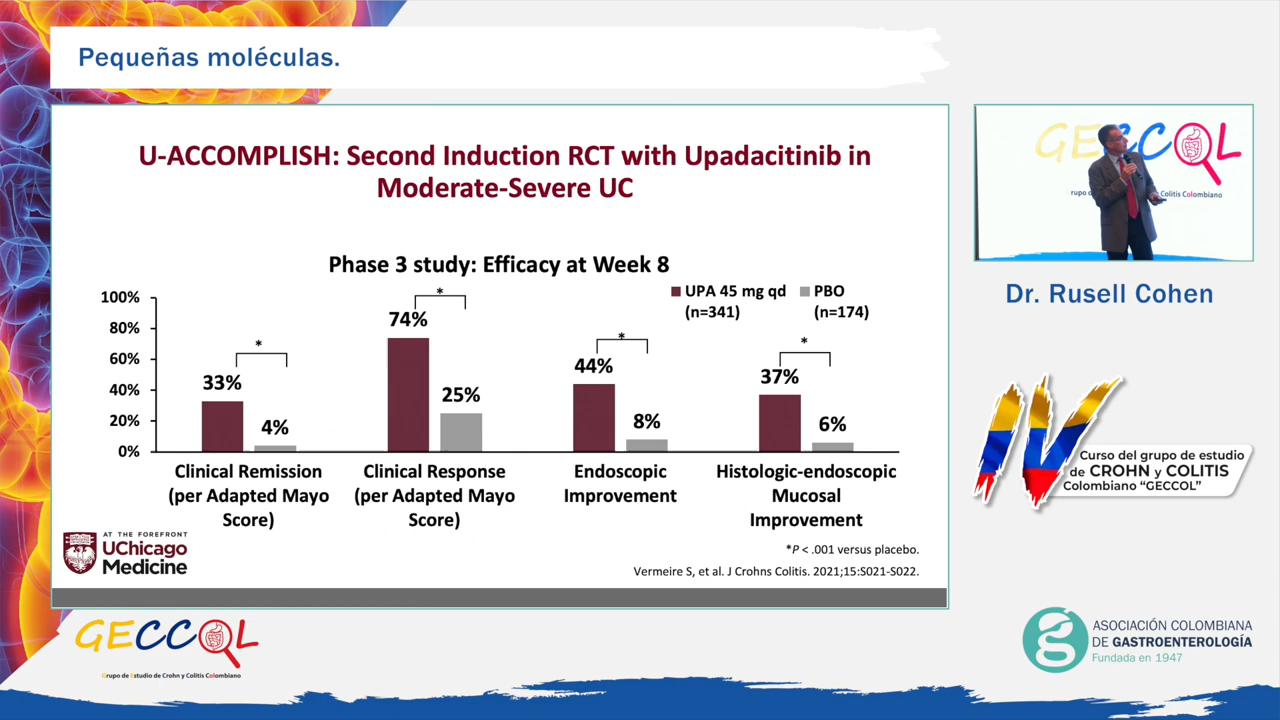 Pequeñas moléculas.
U-ACCOMPLISH: Second Induction RCT with Upadacitinib in
Moderate-Severe UC
Phase 3 study: Efficacy at Week 8
UPA 45 mg qd
(n=341)
PBO
(n=174)
100%
80%
60%
40%
20%
0%
33%
*
4%
74%
*
25%
44%
*
8%
37%
*
6%
Clinical Remission
(per Adapted Mayo
Score)
Clinical Response
(per Adapted Mayo
Score)
Endoscopic
Improvement
Histologic-endoscopic
Mucosal
Improvement
AT THE FOREFRONT
UChicago
Medicine
*P < .001 versus placebo.
Vermeire S, et al. J Crohns Colitis. 2021;15:S021-S022.
GECCOL
Colitis Colombiano
Dr. Rusell Cohen
IV
Curso del grupo de estudio
de CROHN y COLITIS
Colombiano “GECCOL”
GECCOL
Grupo de Estudio de Crohn y Colitis Colombiano
ASOCIACIÓN COLOMBIANA
DE GASTROENTEROLOGÍA
Fundada en 1947